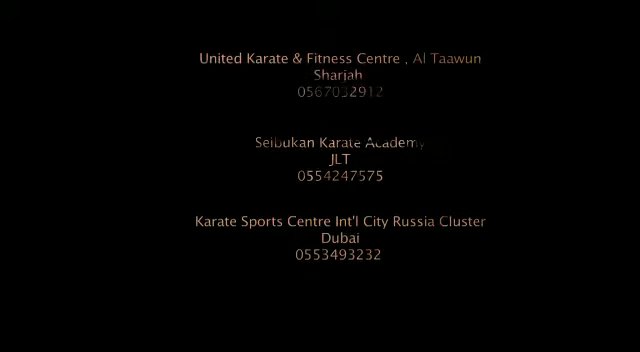 United Karate & Fitness Centre , Al Taawun
Sharjah
0567032912
Seibukan Karate Academy
JLT
0554247575
Karate Sports Centre Int'l City Russia Cluster
Dubai
0553493232